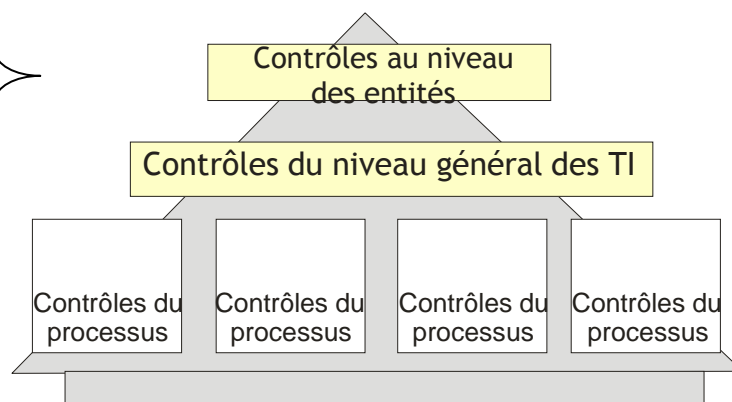 Contrôles au niveau
des entités
Contrôles du niveau général des TI
Contrôles du
processus
Contrôles du
processus
Contrôles du
processus
Contrôles du
processus